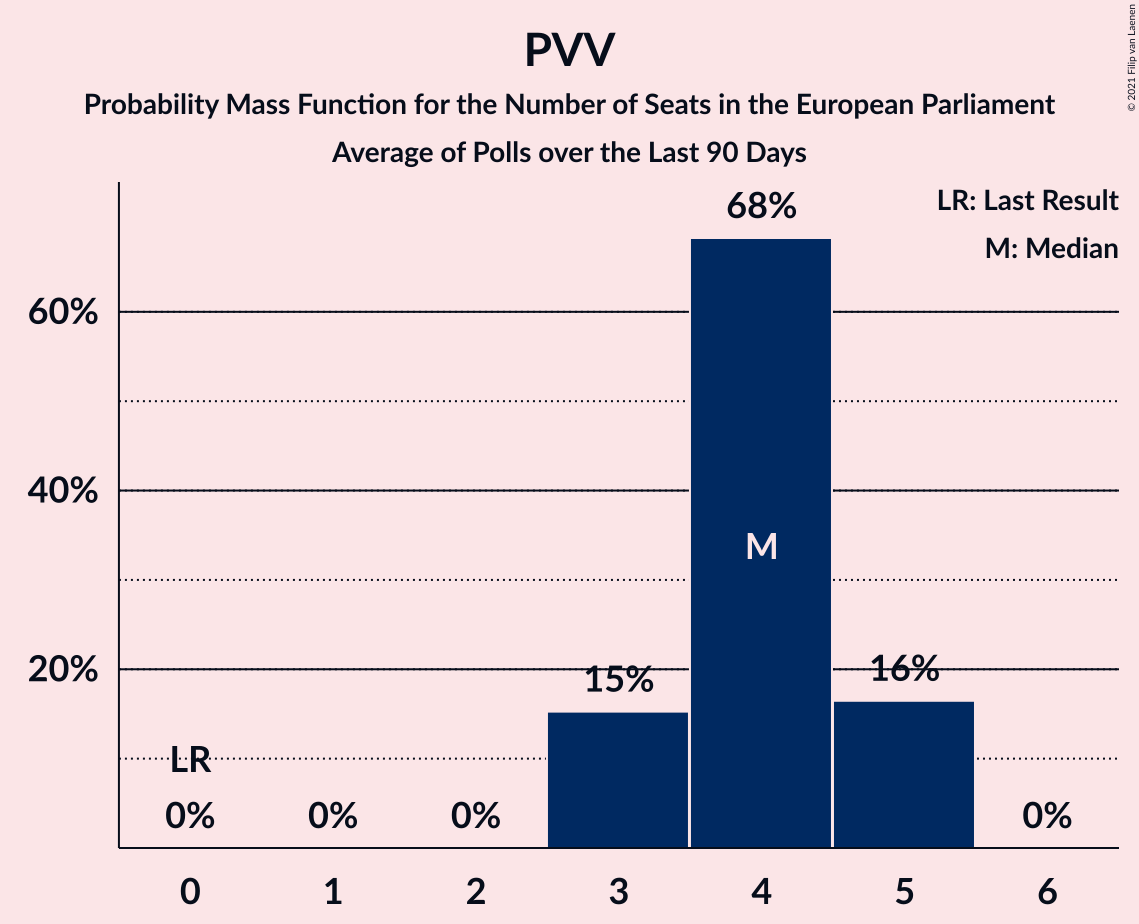 PVV
Probability Mass Function for the Number of Seats in the European Parliament
Average of Polls over the Last 90 Days
© 2021 Filip van Laenen
LR: Last Result
M: Median
68%
60%
40%
M
20%
15%
16%
LR
0%
0%
0%
0%
0
1
2
3
4
5
6